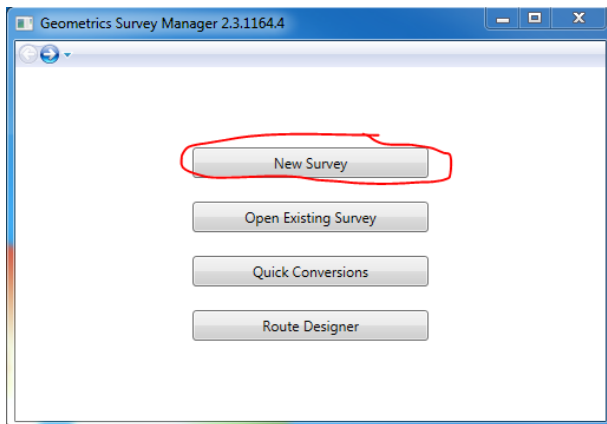 Geometrics Survey Manager 2.3.1164.4
New Survey
Open Existing Survey
Quick Conversions
Route Designer